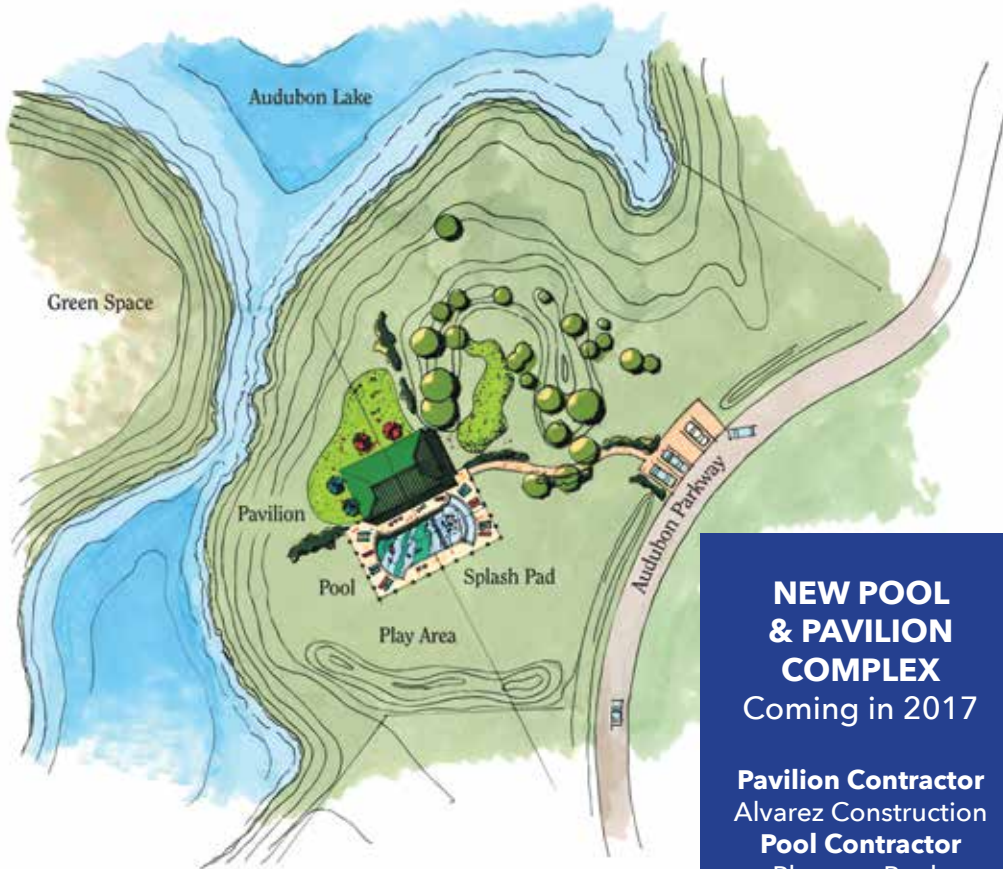 Audubon Lake
Green Space
Pavilion
Pool
Splash Pad
Play Area
Audubon Parkway
NEW POOL
& PAVILION
COMPLEX
Coming in 2017
Pavilion Contractor
Alvarez Construction
Pool Contractor